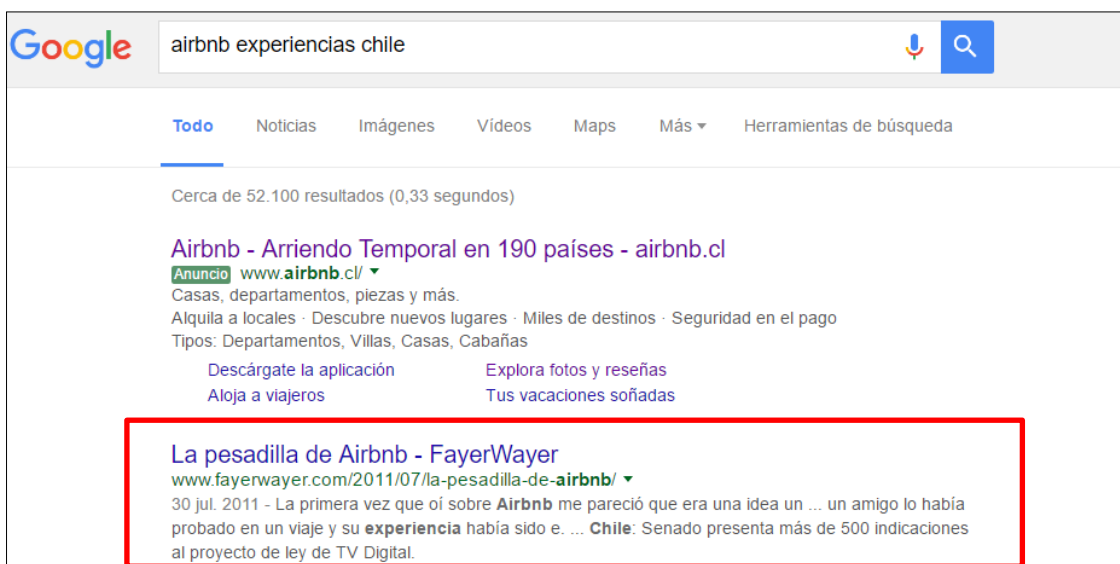 Google airbnb experiencias chile
Todo Noticias Imágenes Vídeos Maps Más Herramientas de búsqueda
Cerca de 52.100 resultados (0,33 segundos)
Airbnb - Arriendo Temporal en 190 países - airbnb.cl
Anuncio www.airbnb.cl/
Casas, departamentos, piezas y más.
Alquila a locales · Descubre nuevos lugares · Miles de destinos · Seguridad en el pago
Tipos: Departamentos, Villas, Casas, Cabañas
Descárgate la aplicación Explora fotos y reseñas
Aloja a viajeros Tus vacaciones soñadas
La pesadilla de Airbnb - FayerWayer
www.fayerwayer.com/2011/07/la-pesadilla-de-airbnb/
30 jul. 2011 - La primera vez que oí sobre Airbnb me pareció que era una idea un ... un amigo lo había
probado en un viaje y su experiencia había sido e. ... Chile: Senado presenta más de 500 indicaciones
al proyecto de ley de TV Digital.